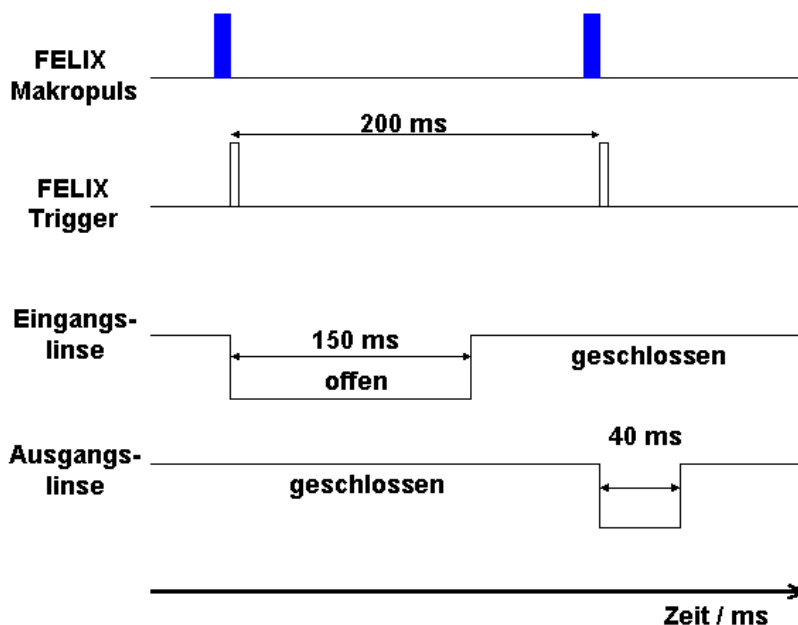 FELIX
Makropuls
200 ms
FELIX
Trigger
Eingangs-
linse
150 ms
offen
geschlossen
Ausgangs-
linse
geschlossen
40 ms
Zeit / ms